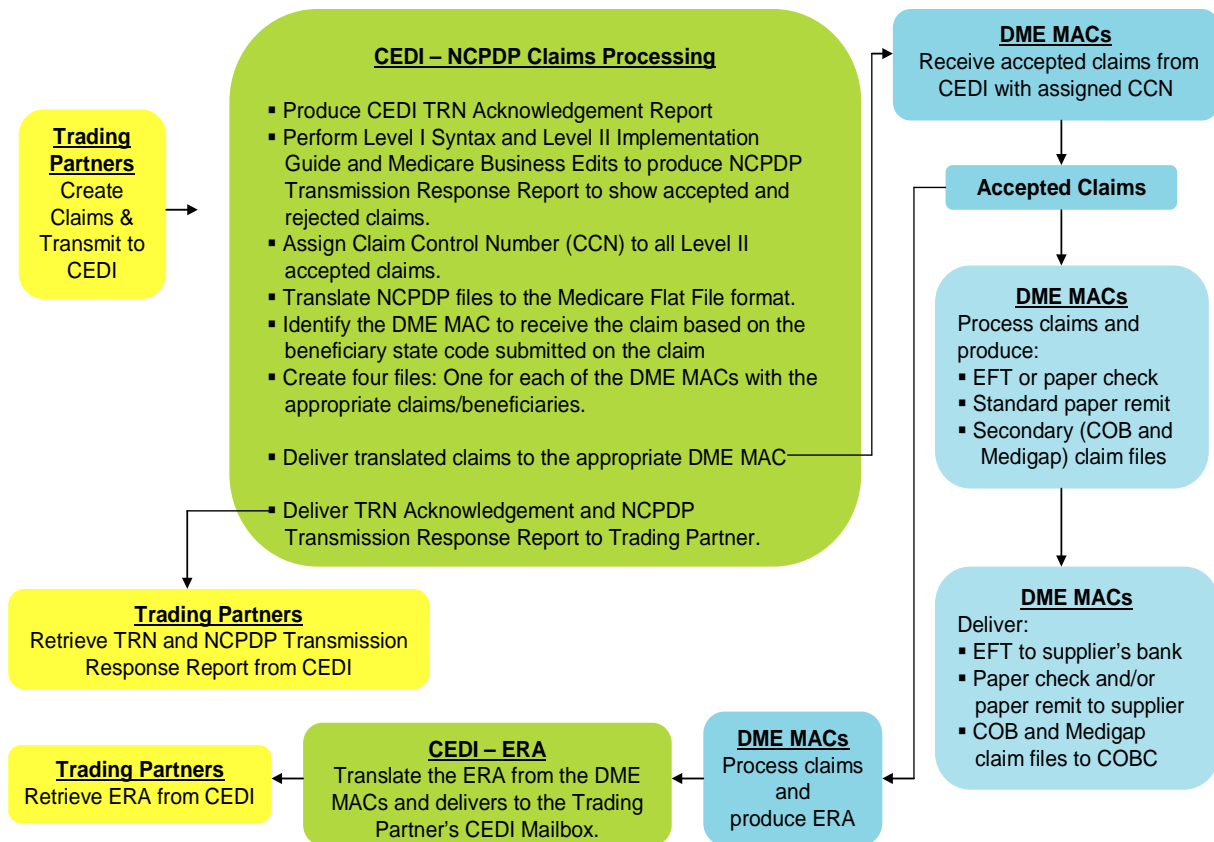 Trading
Partners
Create
Claims &
Transmit to
CEDI
CEDI – NCPDP Claims Processing
▪ Produce CEDI TRN Acknowledgement Report
▪ Perform Level I Syntax and Level II Implementation
Guide and Medicare Business Edits to produce NCPDP
Transmission Response Report to show accepted and
rejected claims.
▪ Assign Claim Control Number (CCN) to all Level II
accepted claims.
▪ Translate NCPDP files to the Medicare Flat File format.
▪ Identify the DME MAC to receive the claim based on the
beneficiary state code submitted on the claim
▪ Create four files: One for each of the DME MACs with the
appropriate claims/beneficiaries.
▪ Deliver translated claims to the appropriate DME MAC
▪ Deliver TRN Acknowledgement and NCPDP
Transmission Response Report to Trading Partner.
DME MACs
Receive accepted claims from
CEDI with assigned CCN
Accepted Claims
DME MACs
Process claims and
produce:
▪ EFT or paper check
▪ Standard paper remit
▪ Secondary (COB and
Medigap) claim files
DME MACs
Deliver:
▪ EFT to supplier’s bank
▪ Paper check and/or
paper remit to supplier
▪ COB and Medigap
claim files to COBC
Trading Partners
Retrieve TRN and NCPDP Transmission
Response Report from CEDI
DME MACs
Process claims
and
produce ERA
CEDI – ERA
Translate the ERA from the DME
MACs and delivers to the Trading
Partner’s CEDI Mailbox.
Trading Partners
Retrieve ERA from CEDI